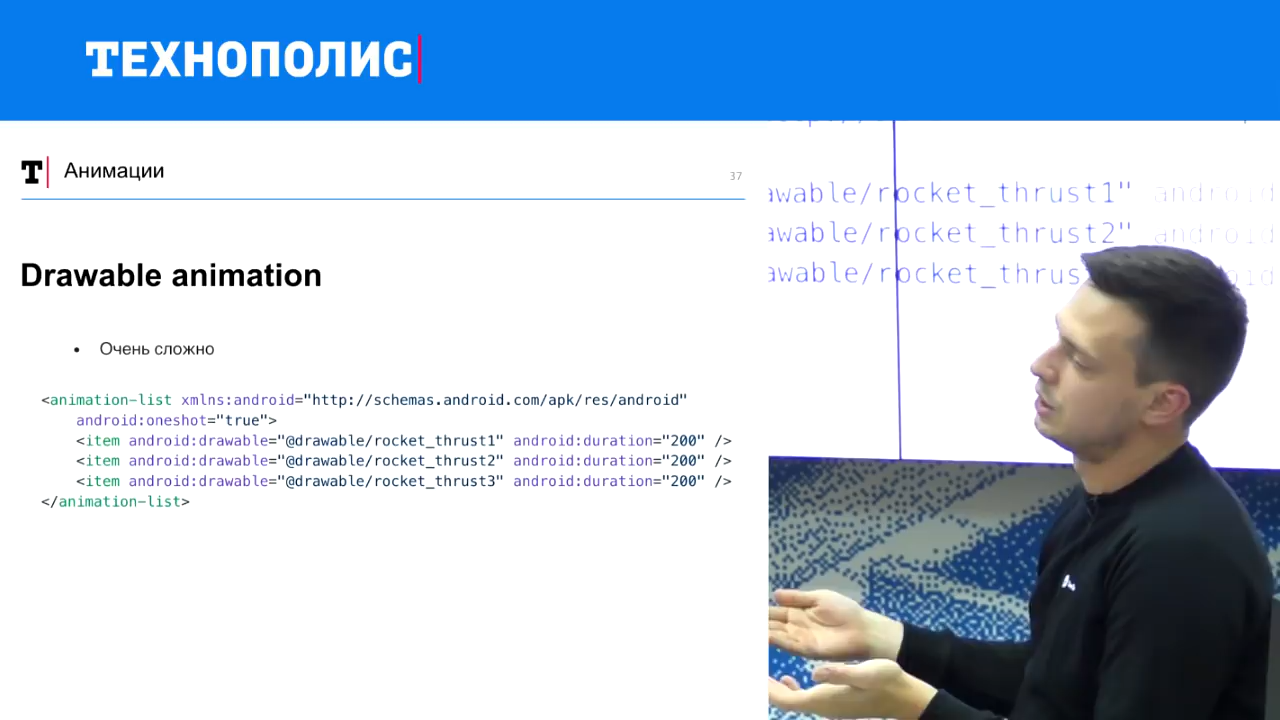 ТЕХНОПОЛИС
Т Анимации
37
Drawable animation
• Очень сложно
<animation-list xmlns:android="http://schemas.android.com/apk/res/android"
android:oneshot="true">
<item android:drawable="@drawable/rocket_thrust1" android:duration="200" />
<item android:drawable="@drawable/rocket_thrust2" android:duration="200" />
<item android:drawable="@drawable/rocket_thrust3" android:duration="200" />
</animation-list>
awable/rocket_thrust1" android
awable/rocket_thrust2" android
awable/rocket_thrus